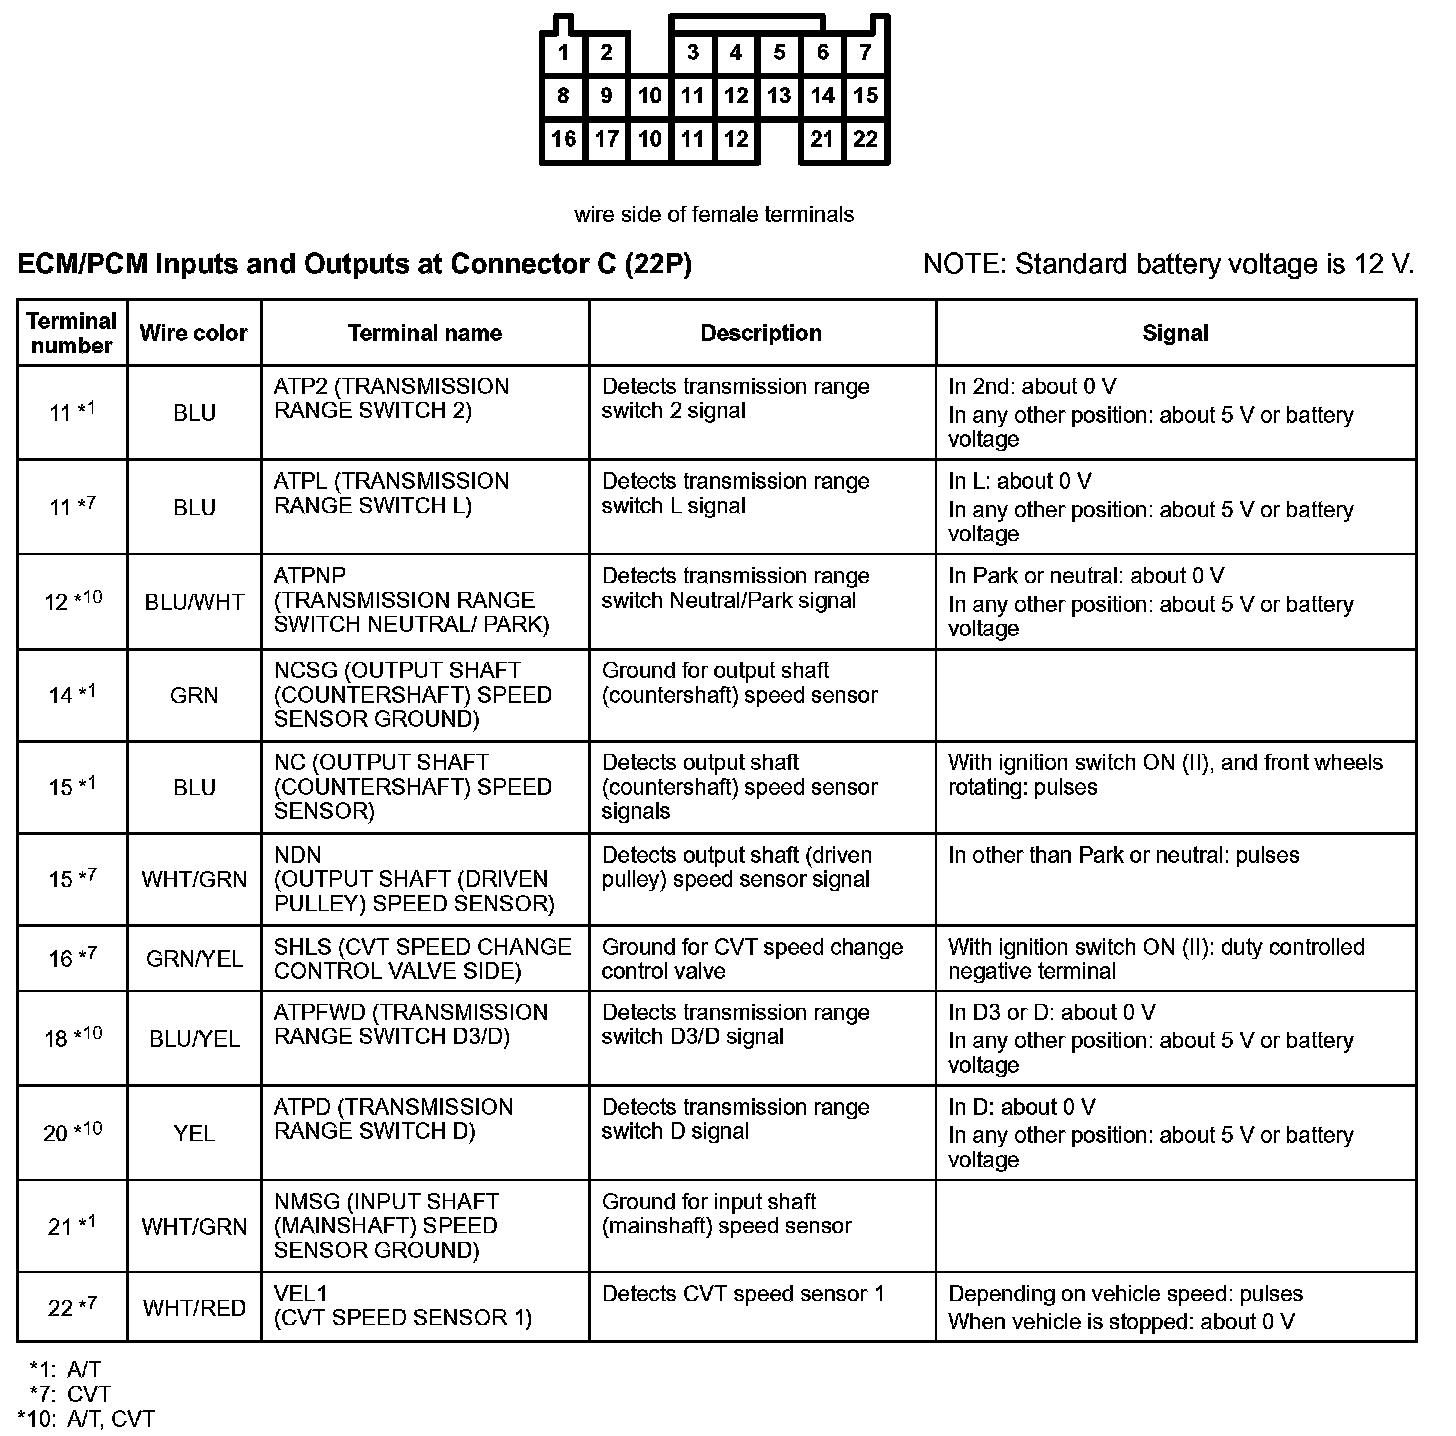 1 2 3 4 5 6 7
8 9 10 11 12 13 14 15
16 17 10 11 12 21 22
wire side of female terminals
ECM/PCM Inputs and Outputs at Connector C (22P) NOTE: Standard battery voltage is 12 V.
Terminal number Wire color Terminal name Description Signal
11 *1 BLU ATP2 (TRANSMISSION RANGE SWITCH 2) Detects transmission range switch 2 signal In 2nd: about 0 V
In any other position: about 5 V or battery voltage
11 *7 BLU ATPL (TRANSMISSION RANGE SWITCH L) Detects transmission range switch L signal In L: about 0 V
In any other position: about 5 V or battery voltage
12 *10 BLU/WHT ATPNP (TRANSMISSION RANGE SWITCH NEUTRAL/ PARK) Detects transmission range switch Neutral/Park signal In Park or neutral: about 0 V
In any other position: about 5 V or battery voltage
14 *1 GRN NCSG (OUTPUT SHAFT (COUNTERSHAFT) SPEED SENSOR GROUND) Ground for output shaft (countershaft) speed sensor
15 *1 BLU NC (OUTPUT SHAFT (COUNTERSHAFT) SPEED SENSOR) Detects output shaft (countershaft) speed sensor signals With ignition switch ON (II), and front wheels rotating: pulses
15 *7 WHT/GRN NDN (OUTPUT SHAFT (DRIVEN PULLEY) SPEED SENSOR) Detects output shaft (driven pulley) speed sensor signal In other than Park or neutral: pulses
16 *7 GRN/YEL SHLS (CVT SPEED CHANGE CONTROL VALVE SIDE) Ground for CVT speed change control valve With ignition switch ON (II): duty controlled negative terminal
18 *10 BLU/YEL ATPFWD (TRANSMISSION RANGE SWITCH D3/D) Detects transmission range switch D3/D signal In D3 or D: about 0 V
In any other position: about 5 V or battery voltage
20 *10 YEL ATPD (TRANSMISSION RANGE SWITCH D) Detects transmission range switch D signal In D: about 0 V
In any other position: about 5 V or battery voltage
21 *1 WHT/GRN NMSG (INPUT SHAFT (MAINSHAFT) SPEED SENSOR GROUND) Ground for input shaft (mainshaft) speed sensor
22 *7 WHT/RED VEL1 (CVT SPEED SENSOR 1) Detects CVT speed sensor 1 Depending on vehicle speed: pulses
When vehicle is stopped: about 0 V
*1: A/T
*7: CVT
*10: A/T, CVT